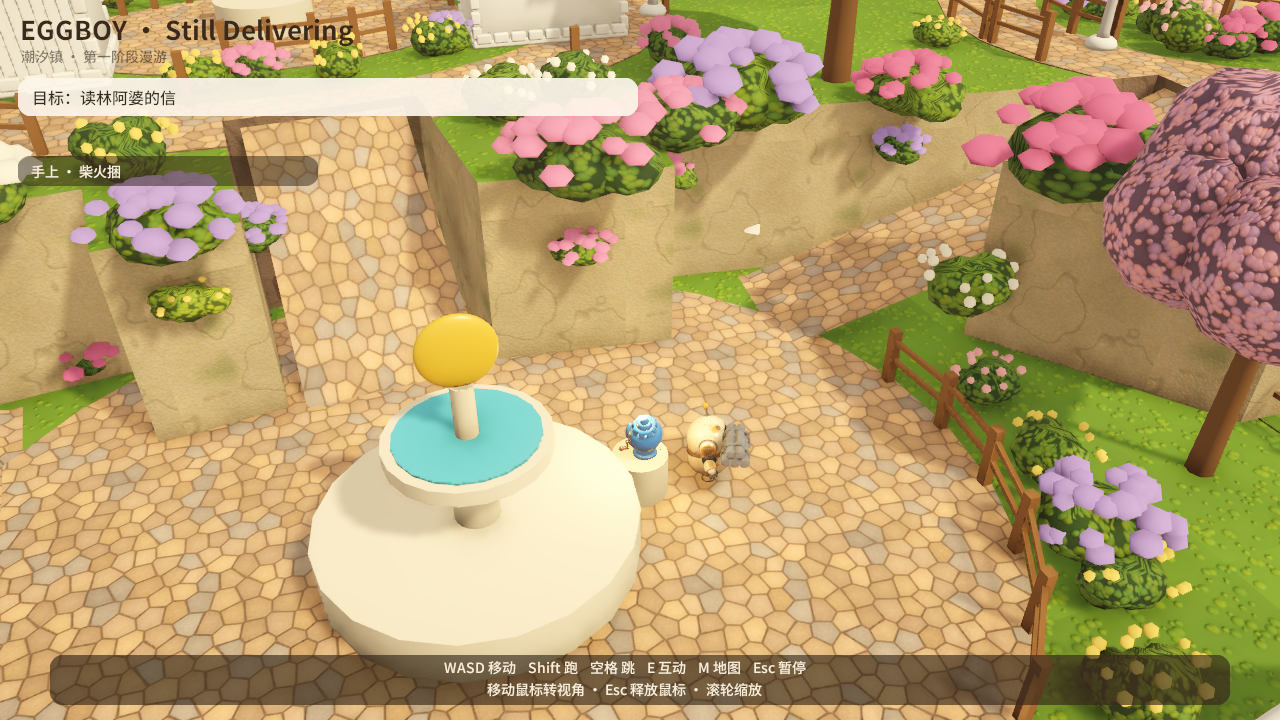 EGGBOY · Still Delivering
潮汐镇 · 第一阶段漫游
目标：读林阿婆的信
手上 · 柴火捆
WASD 移动 Shift 跑 空格 跳 E 互动 M 地图 Esc 暂停
移动鼠标转视角 · Esc 释放鼠标 · 滚轮缩放